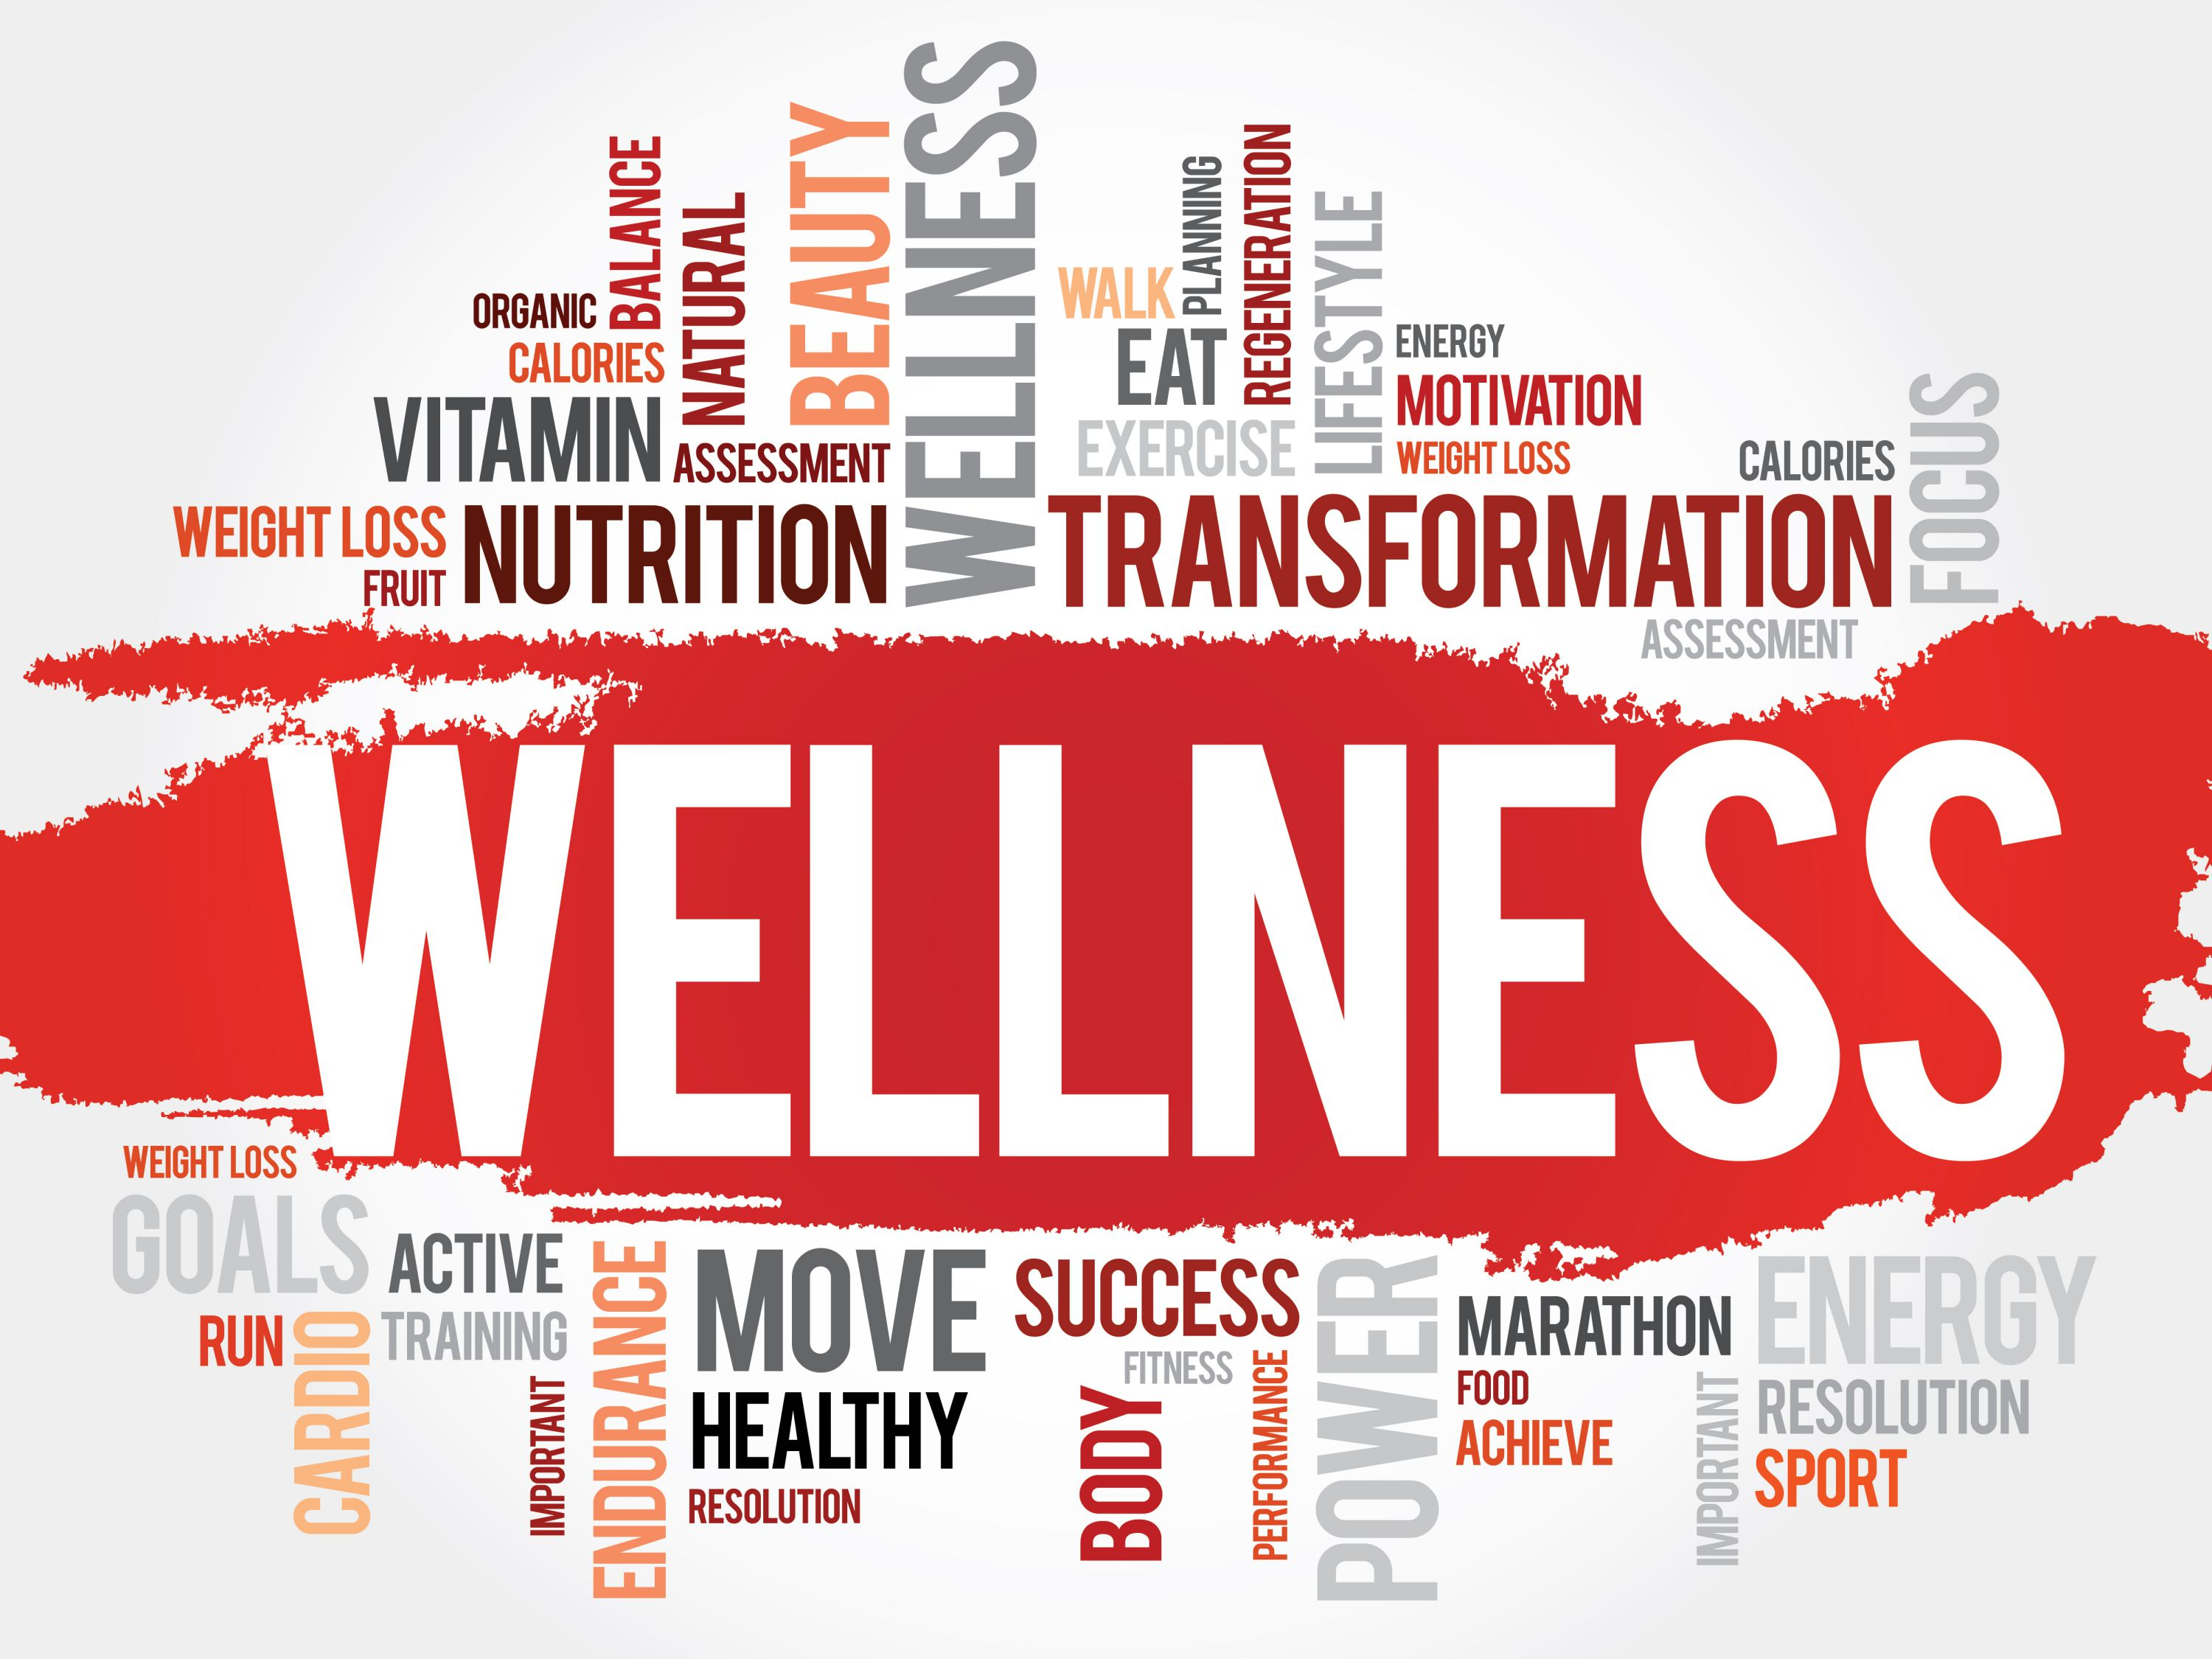 WELLNESS
BEAUTY
BALANCE
NATURAL
ORGANIC
CALORIES
VITAMIN
ASSESSMENT
WEIGHT LOSS
NUTRITION
FRUIT
WALK
PLANNING
REGENERATION
LIFESTYLE
EAT
EXERCISE
ENERGY
MOTIVATION
WEIGHT LOSS
CALORIES
FOCUS
TRANSFORMATION
ASSESSMENT
WELLNESS
WEIGHT LOSS
GOALS
ACTIVE
RUN
CARDIO
TRAINING
IMPORTANT
ENDURANCE
MOVE
HEALTHY
RESOLUTION
SUCCESS
FITNESS
BODY
PERFORMANCE
POWER
MARATHON
FOOD
ACHIEVE
IMPORTANT
ENERGY
RESOLUTION
SPORT